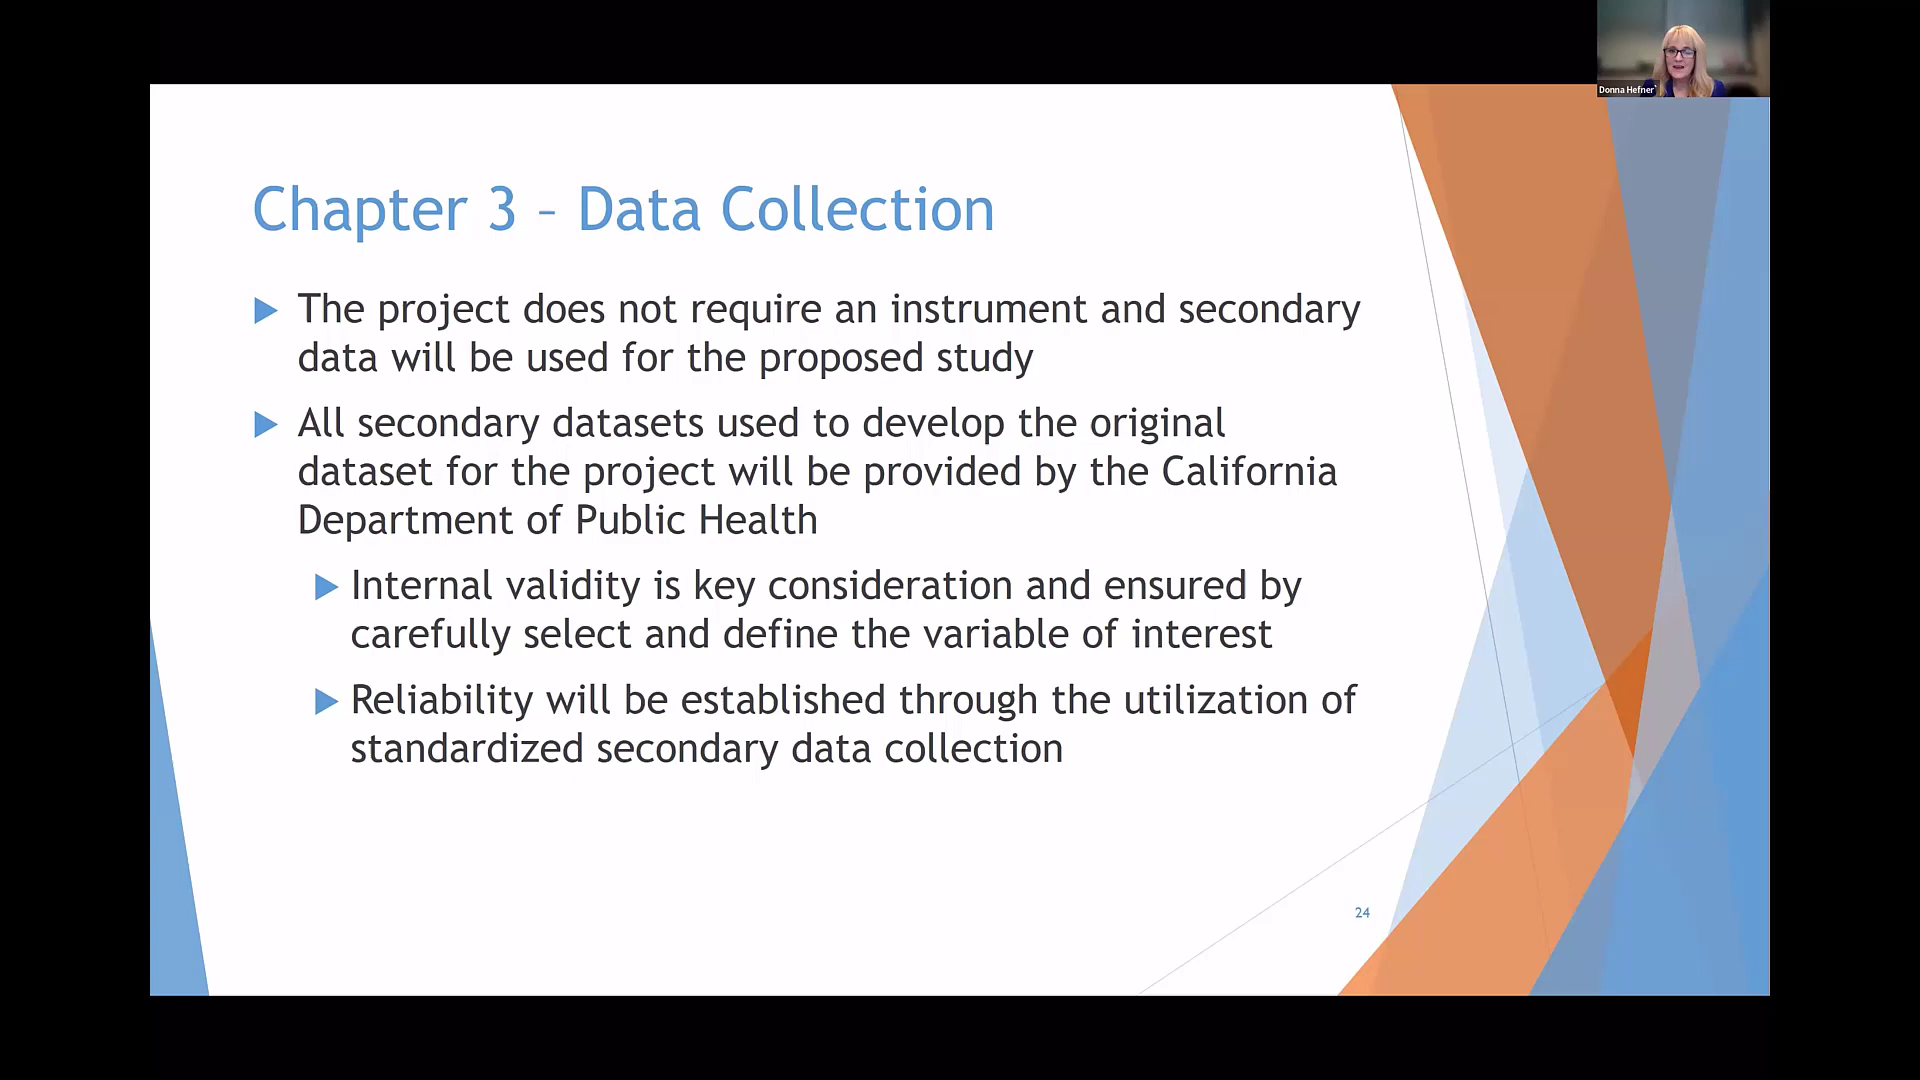 Donna Hefner
Chapter 3 – Data Collection
The project does not require an instrument and secondary
data will be used for the proposed study
All secondary datasets used to develop the original
dataset for the project will be provided by the California
Department of Public Health
Internal validity is key consideration and ensured by
carefully select and define the variable of interest
Reliability will be established through the utilization of
standardized secondary data collection
24